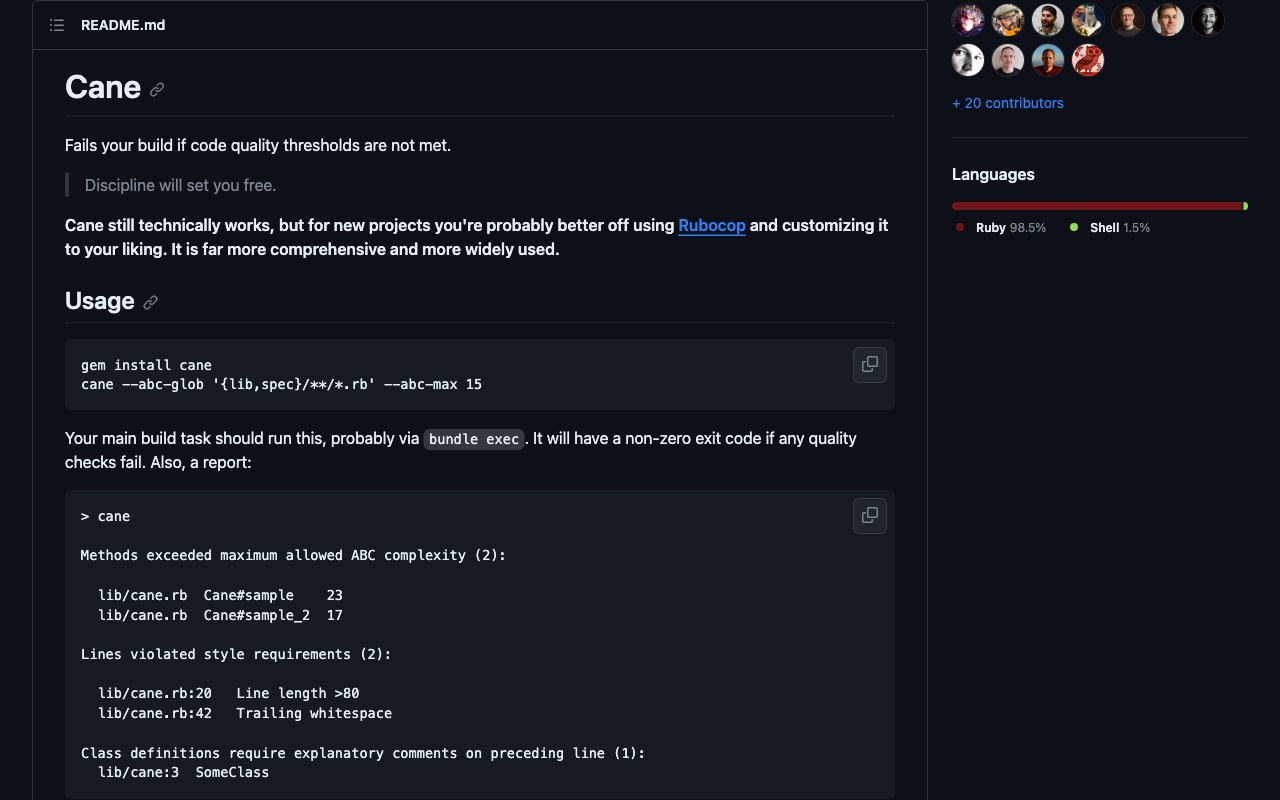 README.md
Cane
Fails your build if code quality thresholds are not met.
Discipline will set you free.
Cane still technically works, but for new projects you're probably better off using Rubocop and customizing it
to your liking. It is far more comprehensive and more widely used.
Usage
gem install cane
cane --abc-glob '{lib,spec}/**/*.rb' --abc-max 15
Your main build task should run this, probably via bundle exec. It will have a non-zero exit code if any quality
checks fail. Also, a report:
> cane
Methods exceeded maximum allowed ABC complexity (2):
lib/cane.rb  Cane#sample    23
lib/cane.rb  Cane#sample_2  17
Lines violated style requirements (2):
lib/cane.rb:20   Line length >80
lib/cane.rb:42   Trailing whitespace
Class definitions require explanatory comments on preceding line (1):
lib/cane:3  SomeClass
+ 20 contributors
Languages
Ruby 98.5% Shell 1.5%